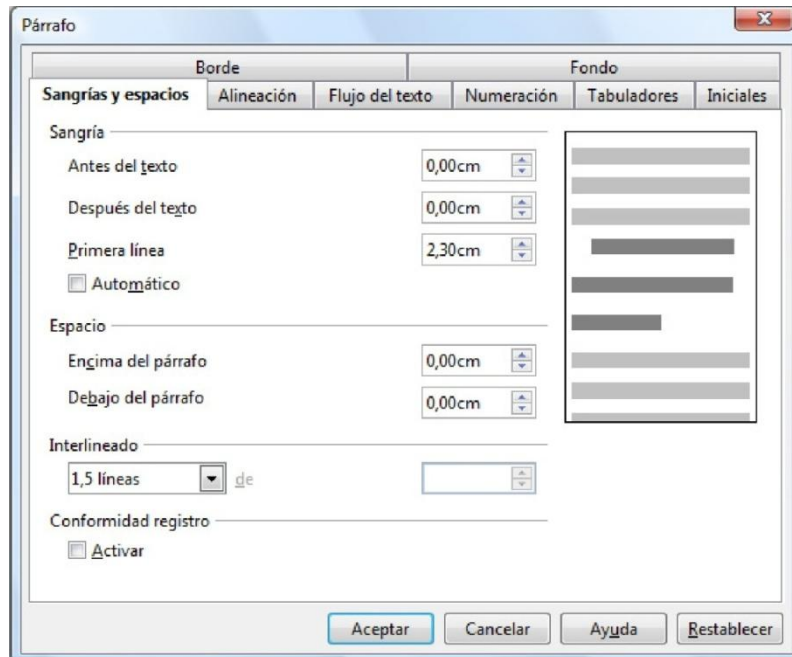 Párrafo
Borde Fondo
Sangrías y espacios Alineación Flujo del texto Numeración Tabuladores Iniciales
Sangría
Antes del texto 0,00cm
Después del texto 0,00cm
Primera línea 2,30cm
Automático
Espacio
Encima del párrafo 0,00cm
Debajo del párrafo 0,00cm
Interlineado
1,5 líneas de
Conformidad registro
Activar
Aceptar Cancelar Ayuda Restablecer